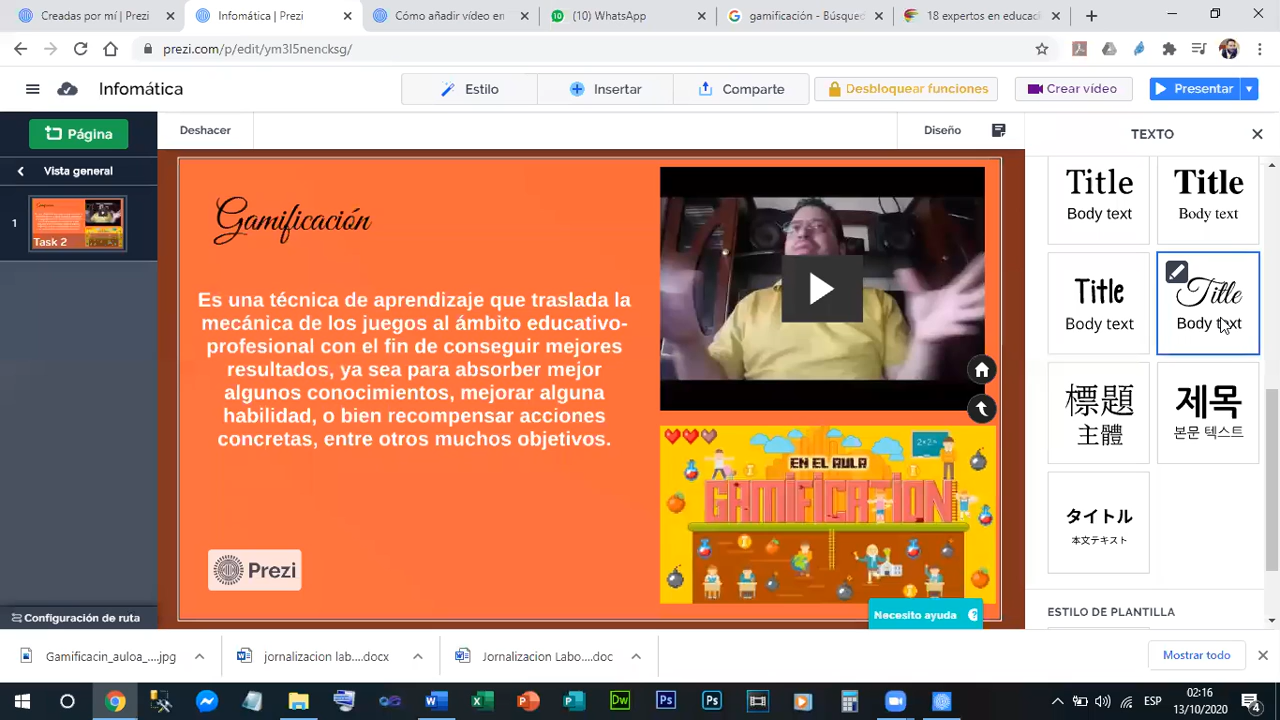 Creadas por mí | Prezi
Infomática | Prezi
Cómo añadir vídeo en
(10) WhatsApp
gamificación - Búsque
18 expertos en educac
prezi.com/p/edit/ym3l5nencksg/
Infomática
Estilo
Insertar
Comparte
Desbloquear funciones
Crear vídeo
Presentar
Página
Deshacer
Diseño
TEXTO
Vista general
1
Task 2
Gamificación
Es una técnica de aprendizaje que traslada la
mecánica de los juegos al ámbito educativo-
profesional con el fin de conseguir mejores
resultados, ya sea para absorber mejor
algunos conocimientos, mejorar alguna
habilidad, o bien recompensar acciones
concretas, entre otros muchos objetivos.
Prezi
EN EL AULA
GAMIFICATION
2+2=
Title
Body text
Title
Body text
Title
Body text
Title
Body text
標題
主體
제목
본문 텍스트
タイトル
本文テキスト
ESTILO DE PLANTILLA
Necesito ayuda
Configuración de ruta
Gamificacin_auloa_....jpg
jornalizacion lab....docx
Jornalizacion Labo....doc
Mostrar todo
ESP
02:16
13/10/2020
4